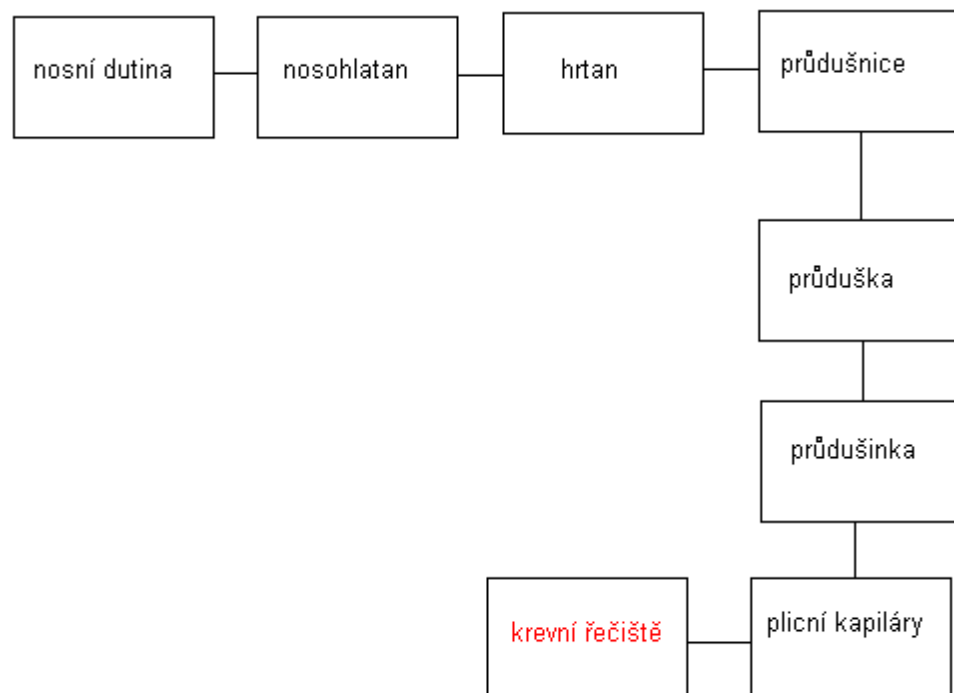 nosní dutina
nosohlatan
hrtan
průdušnice
průduška
průdušinka
plicní kapiláry
krevní řečiště